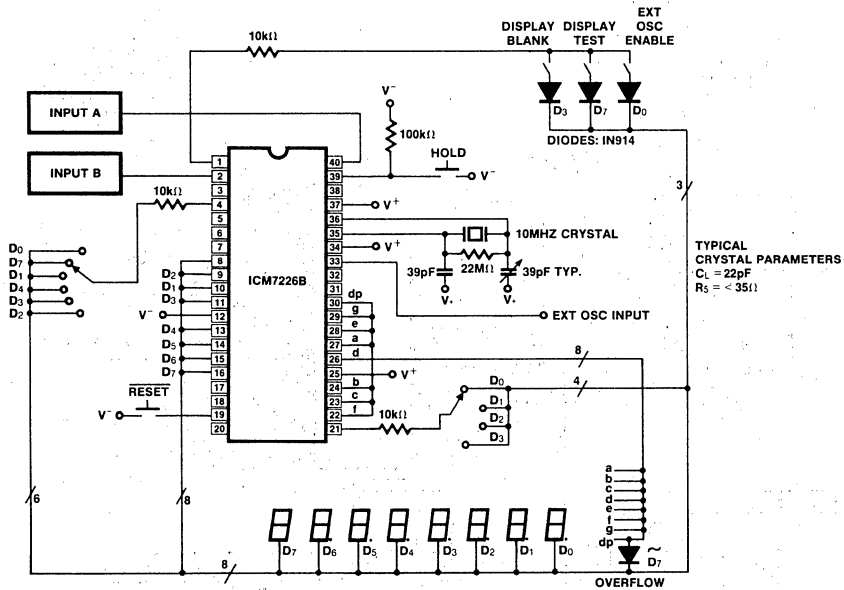 DISPLAY BLANK
DISPLAY TEST
EXT OSC ENABLE
10kΩ
D3
D7
D0
DIODES: IN914
INPUT A
INPUT B
V⁻
100kΩ
HOLD
V⁻
10kΩ
1
2
3
4
5
6
7
8
9
10
11
12
13
14
15
16
17
18
19
20
ICM7226B
40
39
38
37
36
35
34
33
32
31
30
29
28
27
26
25
24
23
22
21
V⁺
10MHZ CRYSTAL
V⁺
22MΩ
39pF
39pF TYP.
V+
V+
3
TYPICAL
CRYSTAL PARAMETERS
CL = 22pF
R5 = < 35Ω
D0
D7
D1
D4
D3
D2
D2
D1
D3
V⁻
D4
D5
D6
D7
RESET
V⁻
dp
g
e
a
d
b
c
f
EXT OSC INPUT
V⁺
8
4
D0
D1
D2
D3
10kΩ
6
8
8
a
b
c
d
e
f
g
dp
D7
D6
D5
D4
D3
D2
D1
D0
~
D7
OVERFLOW